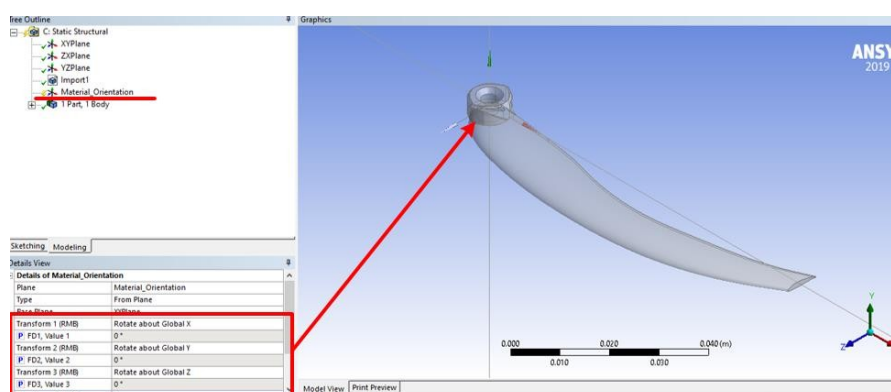 Tree Outline
Graphics
C: Static Structural
XYPlane
ZXPlane
YZPlane
Import1
Material_Orientation
1 Part, 1 Body
ANSY
2019
Sketching Modeling
Details View
Details of Material_Orientation
Plane Material_Orientation
Type From Plane
Base Plane XYPlane
Transform 1 (RMB) Rotate about Global X
P FD1, Value 1 0 °
Transform 2 (RMB) Rotate about Global Y
P FD2, Value 2 0 °
Transform 3 (RMB) Rotate about Global Z
P FD3, Value 3 0 °
0.000 0.020 0.040 (m)
0.010 0.030
Y
Z
Model View Print Preview